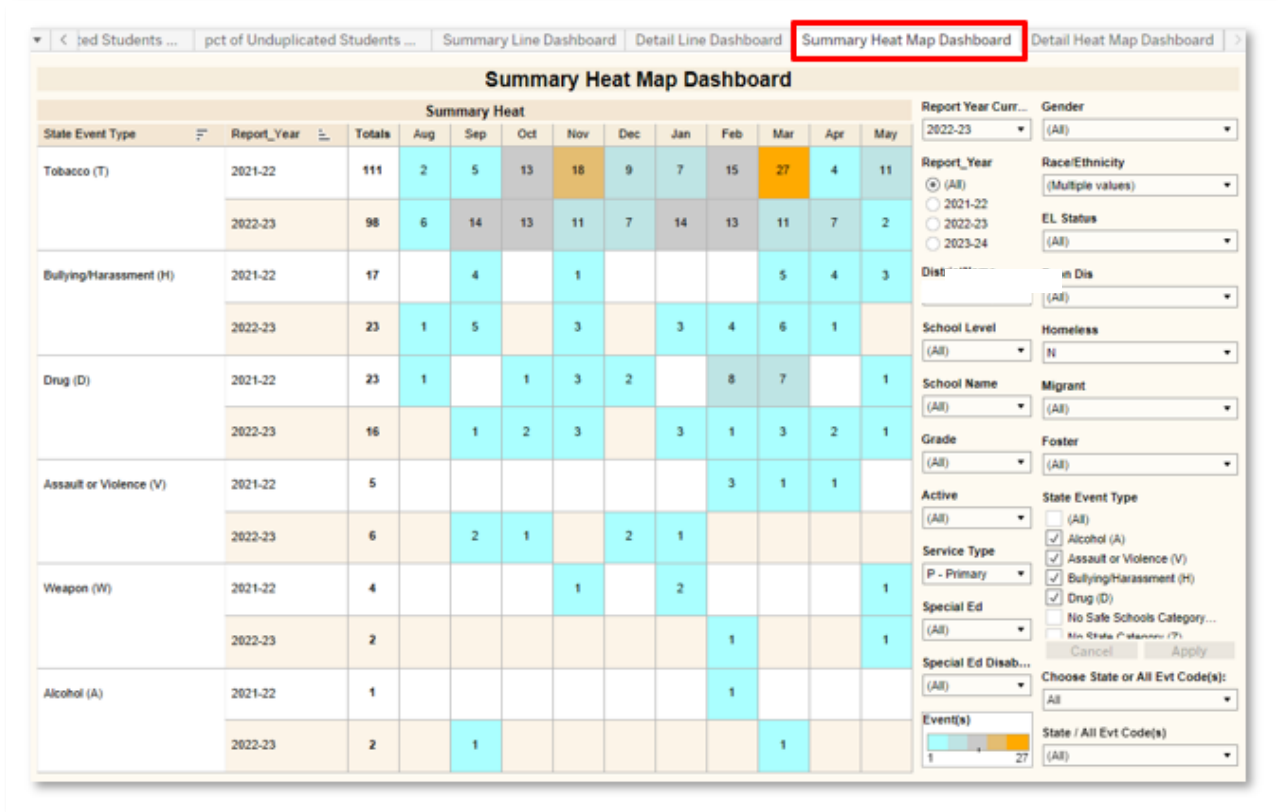 ted Students ... pct of Unduplicated Students ... Summary Line Dashboard Detail Line Dashboard Summary Heat Map Dashboard Detail Heat Map Dashboard
Summary Heat Map Dashboard
Summary Heat
State Event Type Report_Year Totals Aug Sep Oct Nov Dec Jan Feb Mar Apr May
Tobacco (T) 2021-22 111 2 5 13 18 9 7 15 27 4 11
2022-23 98 6 14 13 11 7 14 13 11 7 2
Bullying/Harassment (H) 2021-22 17 4 1 5 4 3
2022-23 23 1 5 3 3 4 6 1
Drug (D) 2021-22 23 1 1 3 2 8 7 1
2022-23 16 1 2 3 3 1 3 2 1
Assault or Violence (V) 2021-22 5 3 1 1
2022-23 6 2 1 2 1
Weapon (W) 2021-22 4 1 2 1
2022-23 2 1 1
Alcohol (A) 2021-22 1 1
2022-23 2 1 1
Report Year Curr...
2022-23
Report_Year
(All)
2021-22
2022-23
2023-24
School Level
(All)
School Name
(All)
Grade
(All)
Active
(All)
Service Type
P - Primary
Special Ed
(All)
Special Ed Disab...
(All)
Event(s)
1 27
Gender
(All)
Race/Ethnicity
(Multiple values)
EL Status
(All)
Dis
(All)
Homeless
N
Migrant
(All)
Foster
(All)
State Event Type
(All)
Alcohol (A)
Assault or Violence (V)
Bullying/Harassment (H)
Drug (D)
No Safe Schools Category...
No State Category (Z)
Cancel Apply
Choose State or All Evt Code(s):
All
State / All Evt Code(s)
(All)